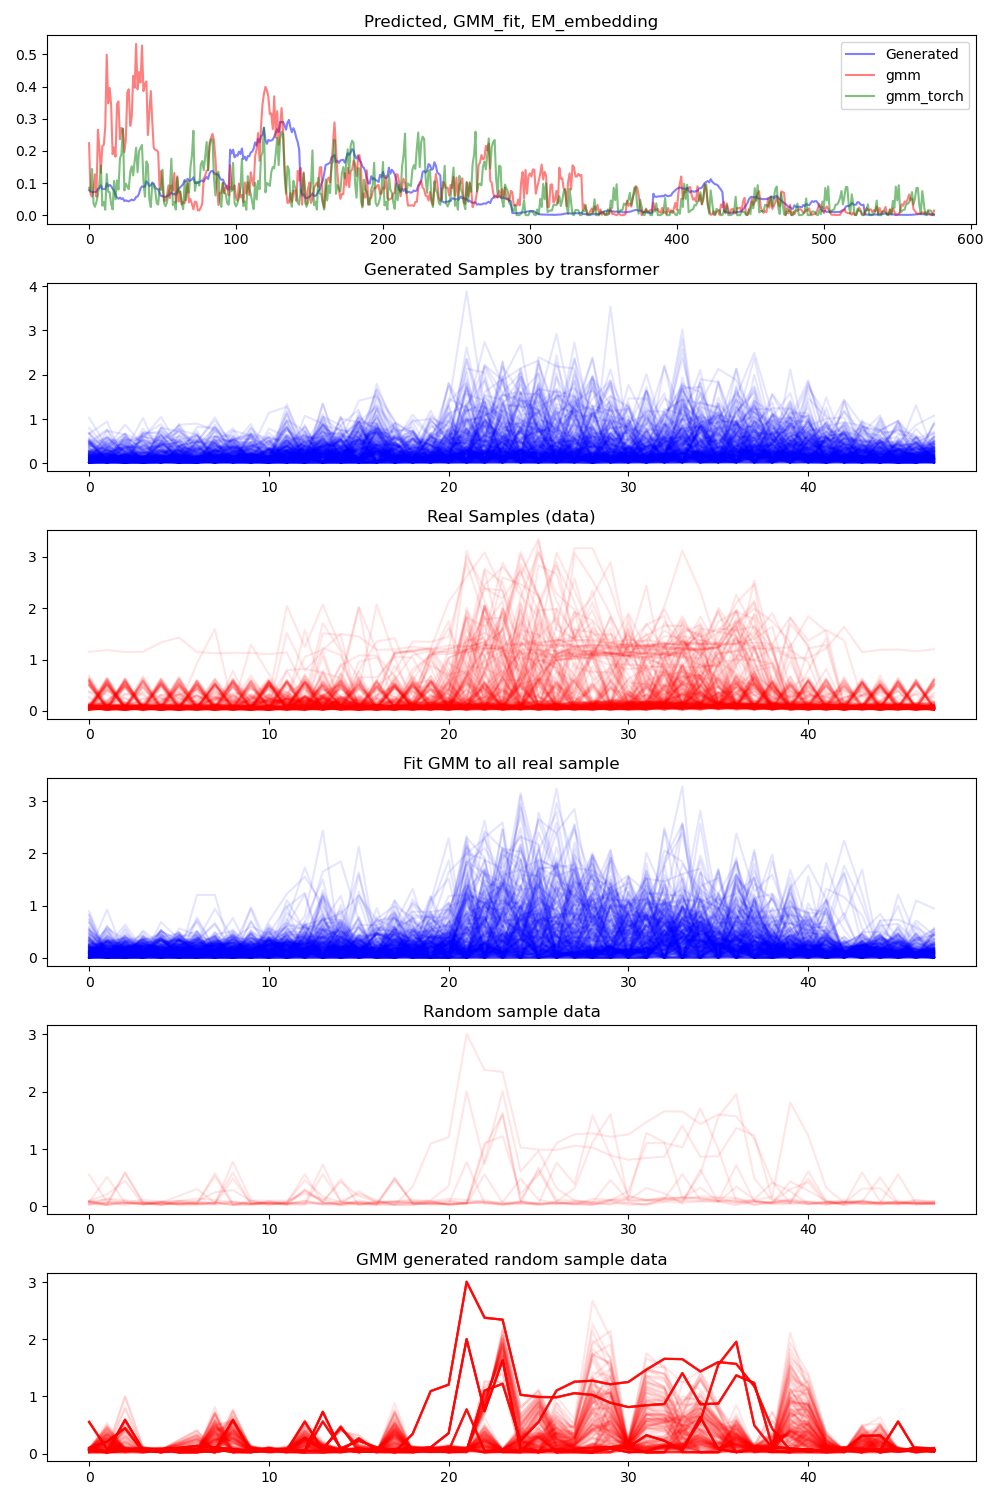 Predicted, GMM_fit, EM_embedding
0.5
0.4
0.3
0.2
0.1
0.0
Generated
gmm
gmm_torch
0 100 200 300 400 500 600
Generated Samples by transformer
4
3
2
1
0
0 10 20 30 40
Real Samples (data)
3
2
1
0
0 10 20 30 40
Fit GMM to all real sample
3
2
1
0
0 10 20 30 40
Random sample data
3
2
1
0
0 10 20 30 40
GMM generated random sample data
3
2
1
0
0 10 20 30 40